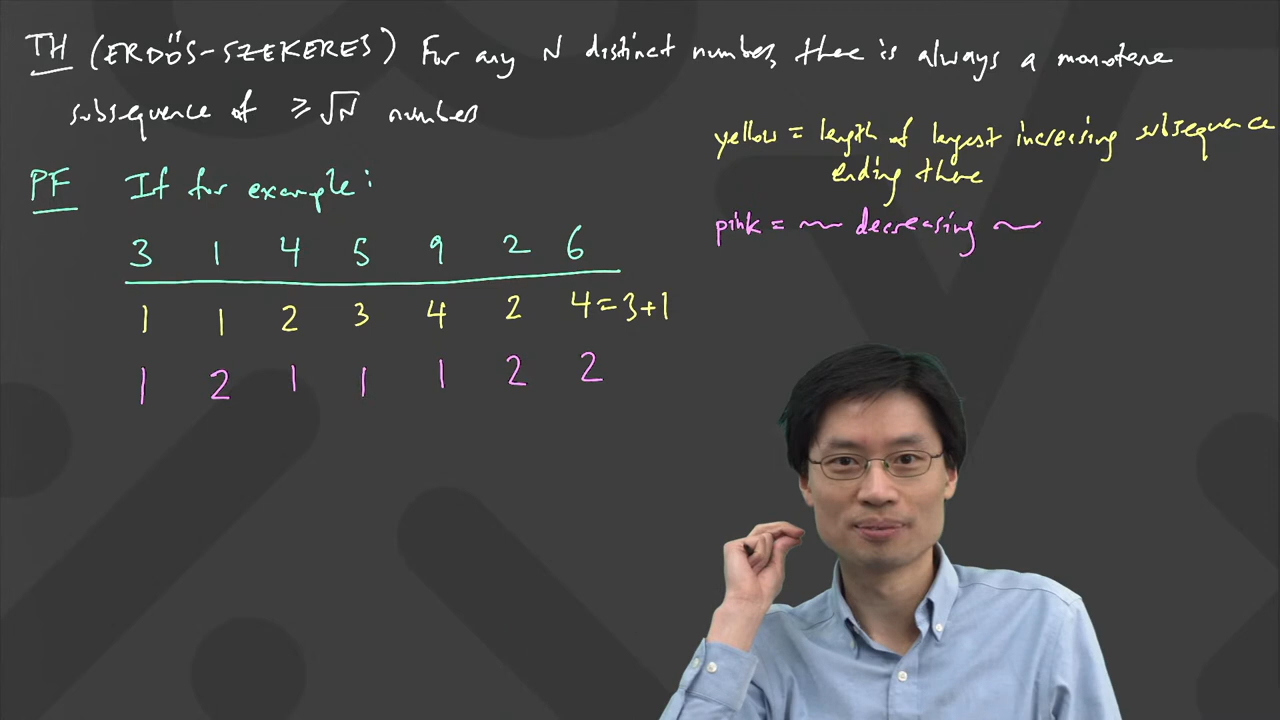 TH (ERDŐS-SZEKERES) For any N distinct number, there is always a monotone
subsequence of ≥ √N numbers
yellow = length of largest increasing subsequence
ending there
pink = ~ decreasing ~
PF If for example:
3 1 4 5 9 2 6
1 1 2 3 4 2 4=3+1
1 2 1 1 1 2 2